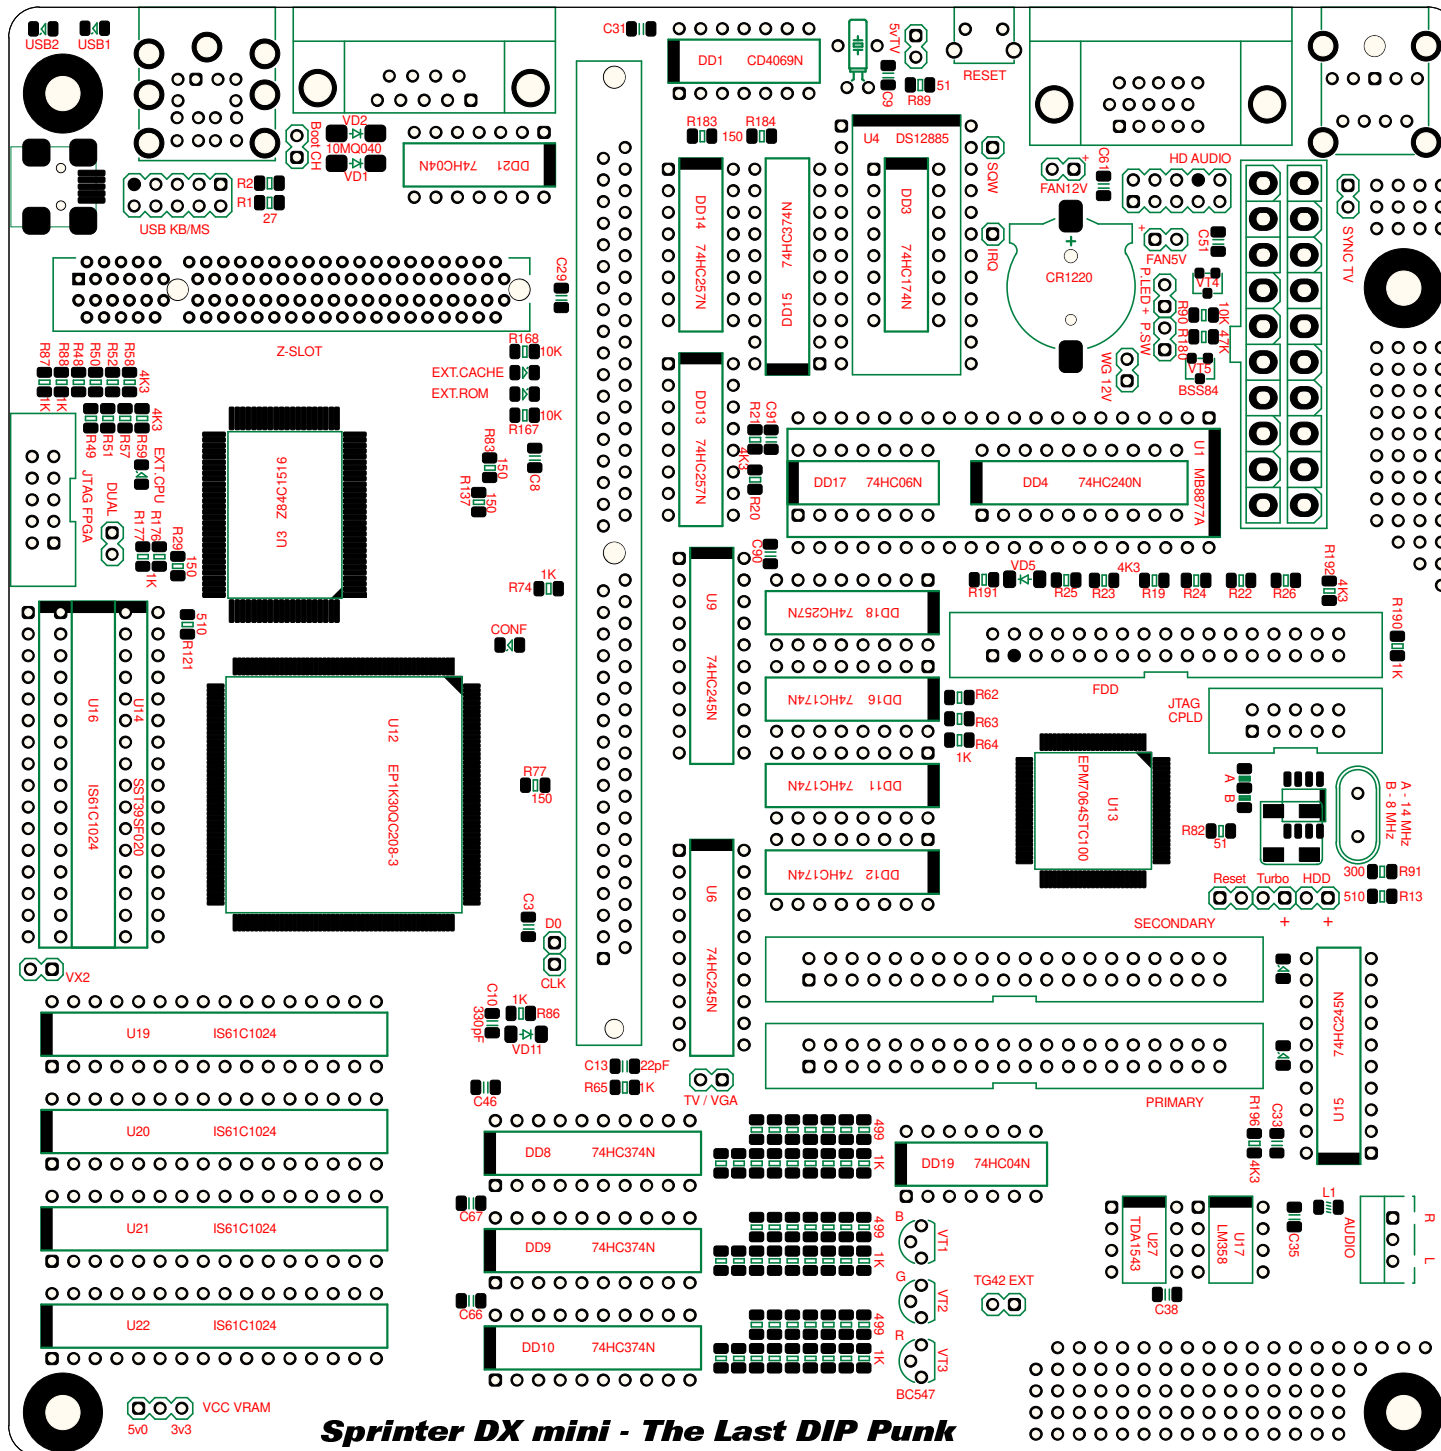 USB2
USB1
C31
DD1 CD4069N
5vTV
C9
R89
51
RESET
Boot CH
VD2
10MQ040
VD1
74HC04N DD21
R183
150
R184
U4 DS12885
SQW
IRQ
C61
FAN12V
+
HD AUDIO
R2
R1
27
USB KB/MS
DD14 74HC257N
74HC374N DD15
DD3 74HC174N
CR1220
+
+
FAN5V
C51
VT4
P.LED +
P.SW
R90
10K
R180
47K
VT5
BSS84
WG 12V
SYNC TV
C29
Z-SLOT
R168
10K
EXT.CACHE
EXT.ROM
10K
R167
R87
R88
R48
R50
R52
R58
4K3
1K
1K
R49
R51
R57
R59
4K3
EXT.CPU
JTAG FPGA
DUAL
R177
R176
1K
R29
150
U3 Z84C1516
R83
150
R137
150
C8
DD13 74HC257N
R21
C91
4K3
R20
C90
U1 MB8877A
DD17 74HC06N
DD4 74HC240N
R74
1K
CONF
510
R121
U16 IS61C1024
U14 SST39SF020
U12 EP1K30QC208-3
R77
150
U9 74HC245N
DD18 74HC257N
DD16 74HC174N
DD11 74HC174N
DD12 74HC174N
R191
VD5
R25
4K3
R23
R19
R24
R22
R26
R192
4K3
R190
1K
FDD
R62
R63
R64
1K
JTAG
CPLD
U13 EPM7064STC100
A
B
A - 14 MHz
B - 8 MHz
R82
51
300
R91
510
R13
Reset Turbo HDD
+ +
SECONDARY
PRIMARY
U6 74HC245N
C3
D0
CLK
VX2
C10
330pF
1K
R86
VD11
C13
22pF
R65
1K
C46
TV / VGA
U19 IS61C1024
U20 IS61C1024
U21 IS61C1024
U22 IS61C1024
DD8 74HC374N
DD9 74HC374N
DD10 74HC374N
C67
C66
499
1K
499
1K
499
1K
DD19 74HC04N
B
VT1
G
VT2
R
VT3
BC547
TG42 EXT
74HC245N U15
R196
4K3
C33
U27
TDA1543
U17
LM358
C38
C35
L1
AUDIO
R
L
VCC VRAM
5v0 3v3
Sprinter DX mini - The Last DIP Punk